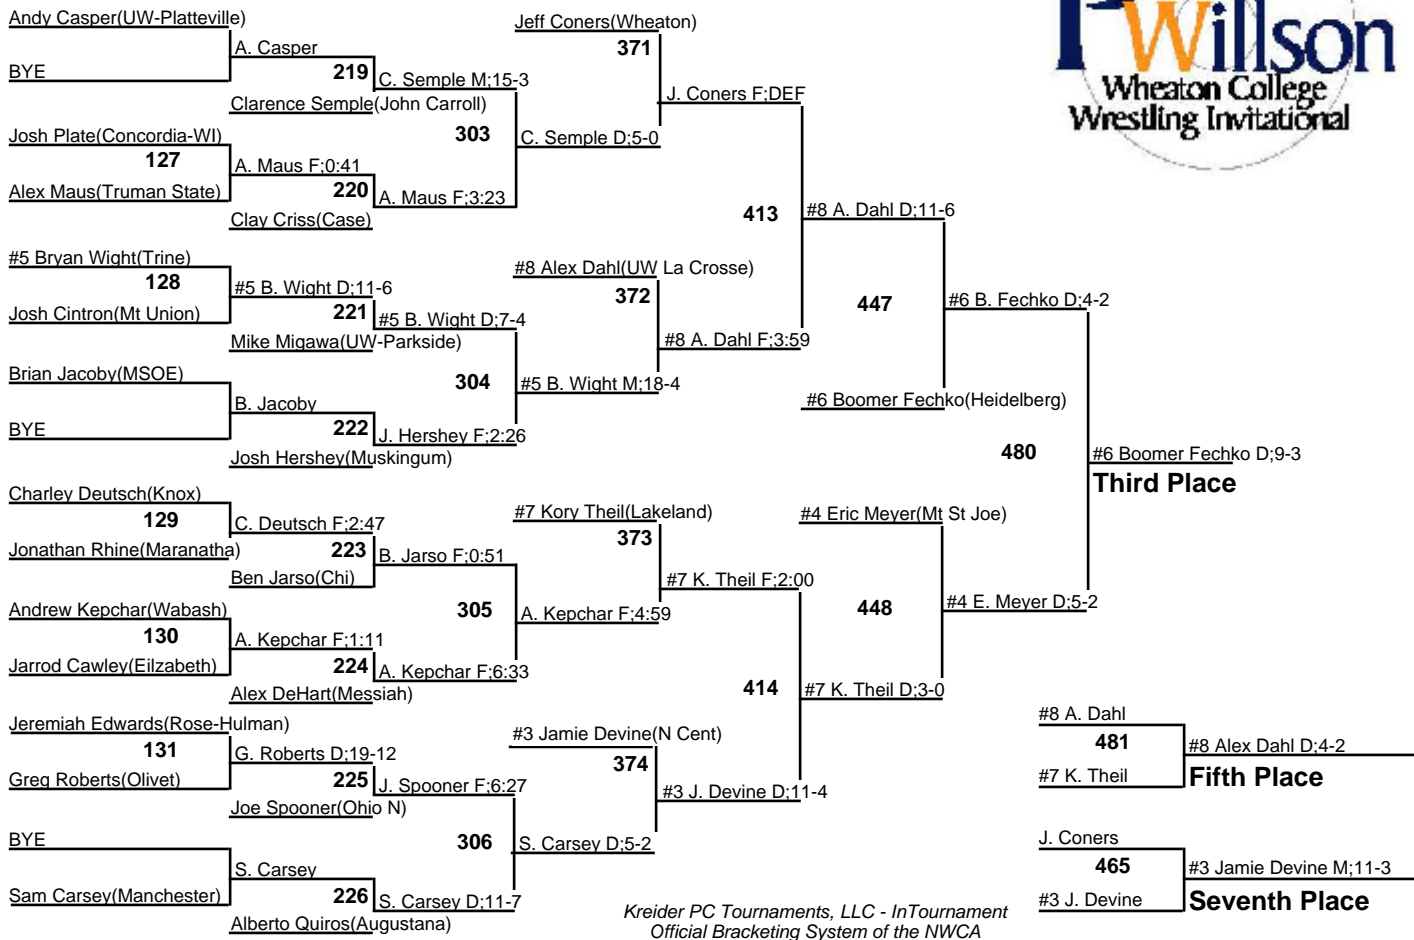 Andy Casper(UW-Platteville)
BYE
Josh Plate(Concordia-WI)
127
Alex Maus(Truman State)
#5 Bryan Wight(Trine)
128
Josh Cintron(Mt Union)
Brian Jacoby(MSOE)
BYE
Charley Deutsch(Knox)
129
Jonathan Rhine(Maranatha)
Andrew Kepchar(Wabash)
130
Jarrod Cawley(Eilzabeth)
Jeremiah Edwards(Rose-Hulman)
131
Greg Roberts(Olivet)
BYE
Sam Carsey(Manchester)
A. Casper
219
Clarence Semple(John Carroll)
A. Maus F;0:41
220
Clay Criss(Case)
#5 B. Wight D;11-6
221
Mike Migawa(UW-Parkside)
B. Jacoby
222
Josh Hershey(Muskingum)
C. Deutsch F;2:47
223
Ben Jarso(Chi)
A. Kepchar F;1:11
224
Alex DeHart(Messiah)
G. Roberts D;19-12
225
Joe Spooner(Ohio N)
S. Carsey
226
Alberto Quiros(Augustana)
C. Semple M;15-3
303
A. Maus F;3:23
#5 B. Wight D;7-4
304
J. Hershey F;2:26
B. Jarso F;0:51
305
A. Kepchar F;6:33
J. Spooner F;6:27
306
S. Carsey D;11-7
Jeff Coners(Wheaton)
371
C. Semple D;5-0
#8 Alex Dahl(UW La Crosse)
372
#5 B. Wight M;18-4
#7 Kory Theil(Lakeland)
373
A. Kepchar F;4:59
#3 Jamie Devine(N Cent)
374
S. Carsey D;5-2
J. Coners F;DEF
413
#8 A. Dahl F;3:59
#7 K. Theil F;2:00
414
#3 J. Devine D;11-4
#8 A. Dahl D;11-6
447
#6 Boomer Fechko(Heidelberg)
#4 Eric Meyer(Mt St Joe)
448
#7 K. Theil D;3-0
#6 B. Fechko D;4-2
480
#4 E. Meyer D;5-2
#6 Boomer Fechko D;9-3
Third Place
#8 A. Dahl
481
#7 K. Theil
#8 Alex Dahl D;4-2
Fifth Place
J. Coners
465
#3 J. Devine
#3 Jamie Devine M;11-3
Seventh Place
Willson
Wheaton College
Wrestling Invitational
Kreider PC Tournaments, LLC - InTournament
Official Bracketing System of the NWCA